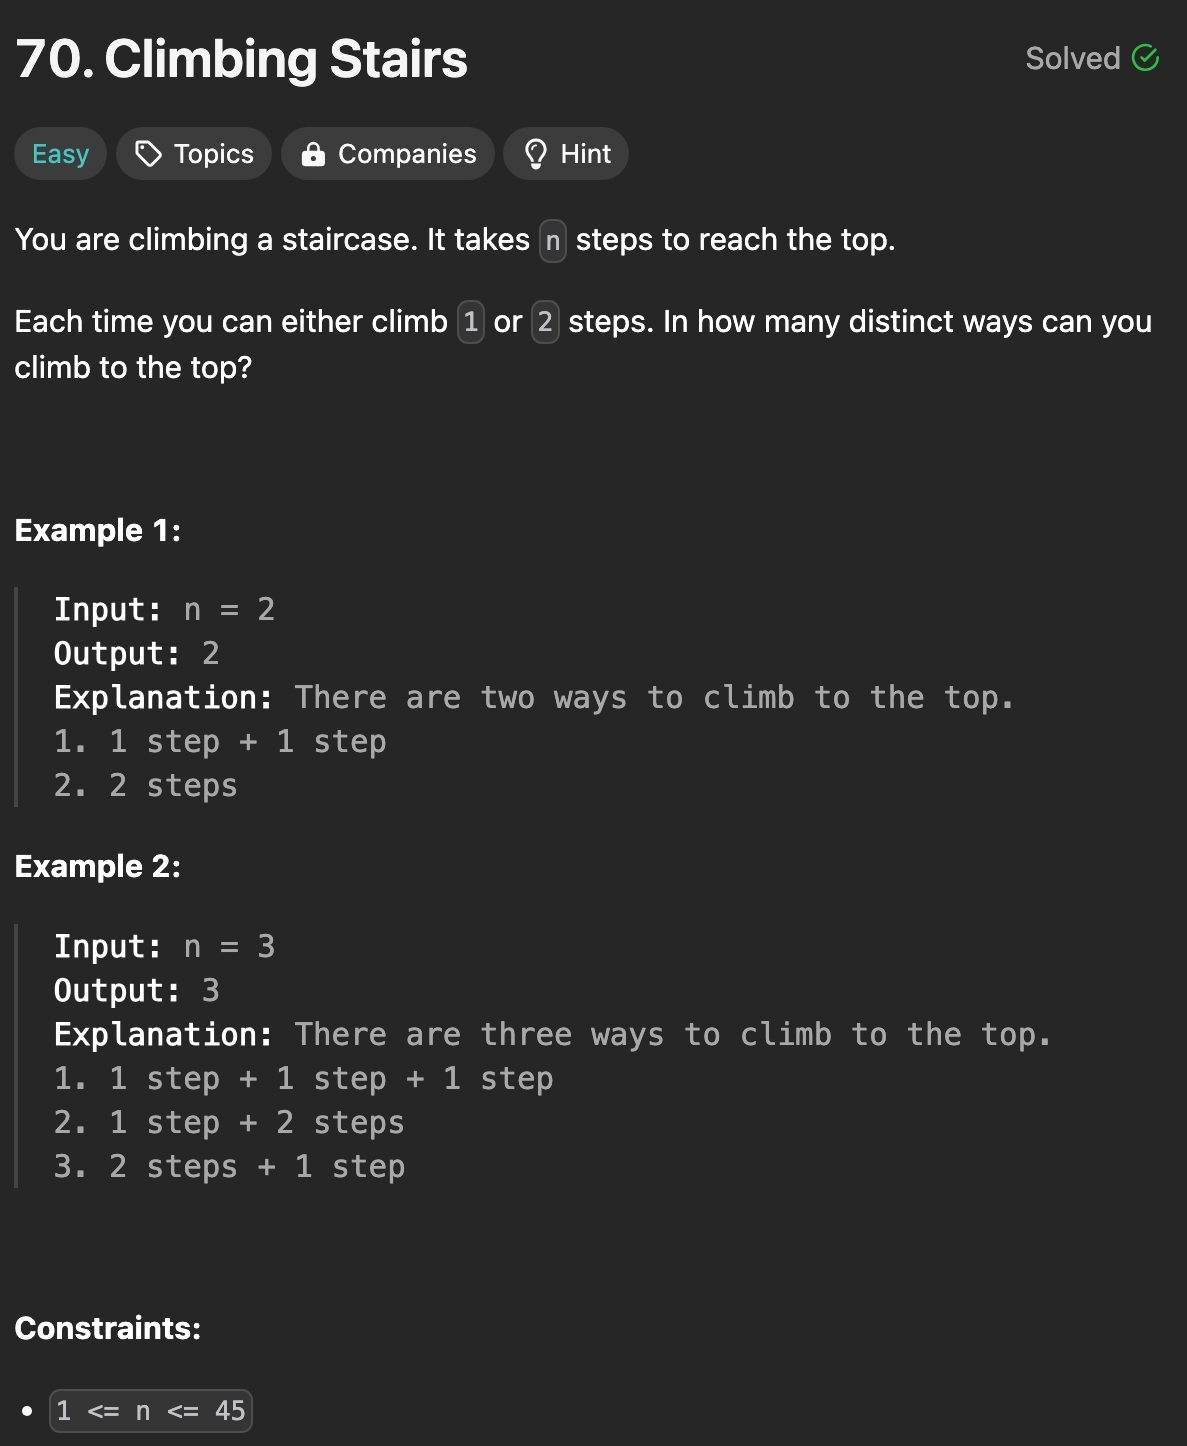 70. Climbing Stairs
Solved
Easy
Topics
Companies
Hint
You are climbing a staircase. It takes n steps to reach the top.
Each time you can either climb 1 or 2 steps. In how many distinct ways can you
climb to the top?
Example 1:
Input: n = 2
Output: 2
Explanation: There are two ways to climb to the top.
1. 1 step + 1 step
2. 2 steps
Example 2:
Input: n = 3
Output: 3
Explanation: There are three ways to climb to the top.
1. 1 step + 1 step + 1 step
2. 1 step + 2 steps
3. 2 steps + 1 step
Constraints:
• 1 <= n <= 45